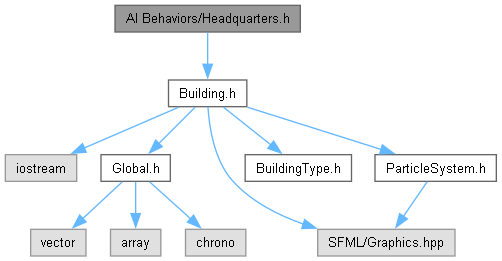 AI Behaviors/Headquarters.h
Building.h
iostream
Global.h
BuildingType.h
ParticleSystem.h
vector
array
chrono
SFML/Graphics.hpp